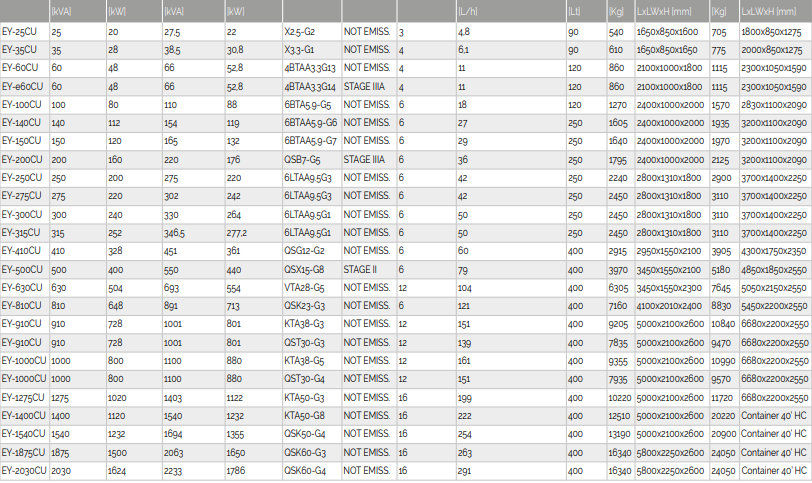 [kVA] [kW] [kVA] [kW] [L/h] [Lt] [Kg] LxLWxH [mm] [Kg] LxLWxH [mm]
EY-25CU 25 20 27,5 22 X2.5-G2 NOT EMISS. 3 4,8 90 540 1650x850x1600 705 1800x850x1275
EY-35CU 35 28 38,5 30,8 X3.3-G1 NOT EMISS. 4 6,1 90 610 1650x850x1650 775 2000x850x1275
EY-60CU 60 48 66 52,8 4BTAA3.3G13 NOT EMISS. 4 11 120 860 2100x1000x1800 1115 2300x1050x1590
EY-e60CU 60 48 66 52,8 4BTAA3.3G14 STAGE IIIA 4 11 120 860 2100x1000x1800 1115 2300x1050x1590
EY-100CU 100 80 110 88 6BTA5.9-G5 NOT EMISS. 6 18 120 1270 2400x1000x2000 1570 2830x1100x2090
EY-140CU 140 112 154 119 6BTAA5.9-G6 NOT EMISS. 6 27 250 1605 2400x1000x2000 1935 3200x1100x2090
EY-150CU 150 120 165 132 6BTAA5.9-G7 NOT EMISS. 6 29 250 1640 2400x1000x2000 1970 3200x1100x2090
EY-200CU 200 160 220 176 QSB7-G5 STAGE IIIA 6 36 250 1795 2400x1000x2000 2125 3200x1100x2090
EY-250CU 250 200 275 220 6LTAA9.5G3 NOT EMISS. 6 42 250 2240 2800x1310x1800 2900 3700x1400x2250
EY-275CU 275 220 302 242 6LTAA9.5G3 NOT EMISS. 6 42 250 2450 2800x1310x1800 3110 3700x1400x2250
EY-300CU 300 240 330 264 6LTAA9.5G1 NOT EMISS. 6 50 250 2450 2800x1310x1800 3110 3700x1400x2250
EY-315CU 315 252 346,5 277,2 6LTAA9.5G1 NOT EMISS. 6 50 250 2450 2800x1310x1800 3110 3700x1400x2250
EY-410CU 410 328 451 361 QSG12-G2 NOT EMISS. 6 60 400 2915 2950x1550x2100 3905 4300x1750x2350
EY-500CU 500 400 550 440 QSX15-G8 STAGE II 6 79 400 3970 3450x1550x2100 5180 4850x1850x2550
EY-630CU 630 504 693 554 VTA28-G5 NOT EMISS. 12 104 400 6305 3450x1550x2300 7645 5050x2150x2550
EY-810CU 810 648 891 713 QSK23-G3 NOT EMISS. 6 121 400 7160 4100x2010x2400 8830 5450x2200x2550
EY-910CU 910 728 1001 801 KTA38-G3 NOT EMISS. 12 151 400 9205 5000x2100x2600 10840 6680x2200x2550
EY-910CU 910 728 1001 801 QST30-G3 NOT EMISS. 12 139 400 7835 5000x2100x2600 9470 6680x2200x2550
EY-1000CU 1000 800 1100 880 KTA38-G5 NOT EMISS. 12 161 400 9355 5000x2100x2600 10990 6680x2200x2550
EY-1000CU 1000 800 1100 880 QST30-G4 NOT EMISS. 12 151 400 7935 5000x2100x2600 9570 6680x2200x2550
EY-1275CU 1275 1020 1403 1122 KTA50-G3 NOT EMISS. 16 199 400 10220 5000x2100x2600 11720 6680x2200x2550
EY-1400CU 1400 1120 1540 1232 KTA50-G8 NOT EMISS. 16 222 400 12510 5000x2100x2600 20220 Container 40' HC
EY-1540CU 1540 1232 1694 1355 QSK50-G4 NOT EMISS. 16 254 400 13190 5000x2100x2600 20900 Container 40' HC
EY-1875CU 1875 1500 2063 1650 QSK60-G3 NOT EMISS. 16 263 400 16340 5800x2250x2600 24050 Container 40' HC
EY-2030CU 2030 1624 2233 1786 QSK60-G4 NOT EMISS. 16 291 400 16340 5800x2250x2600 24050 Container 40' HC